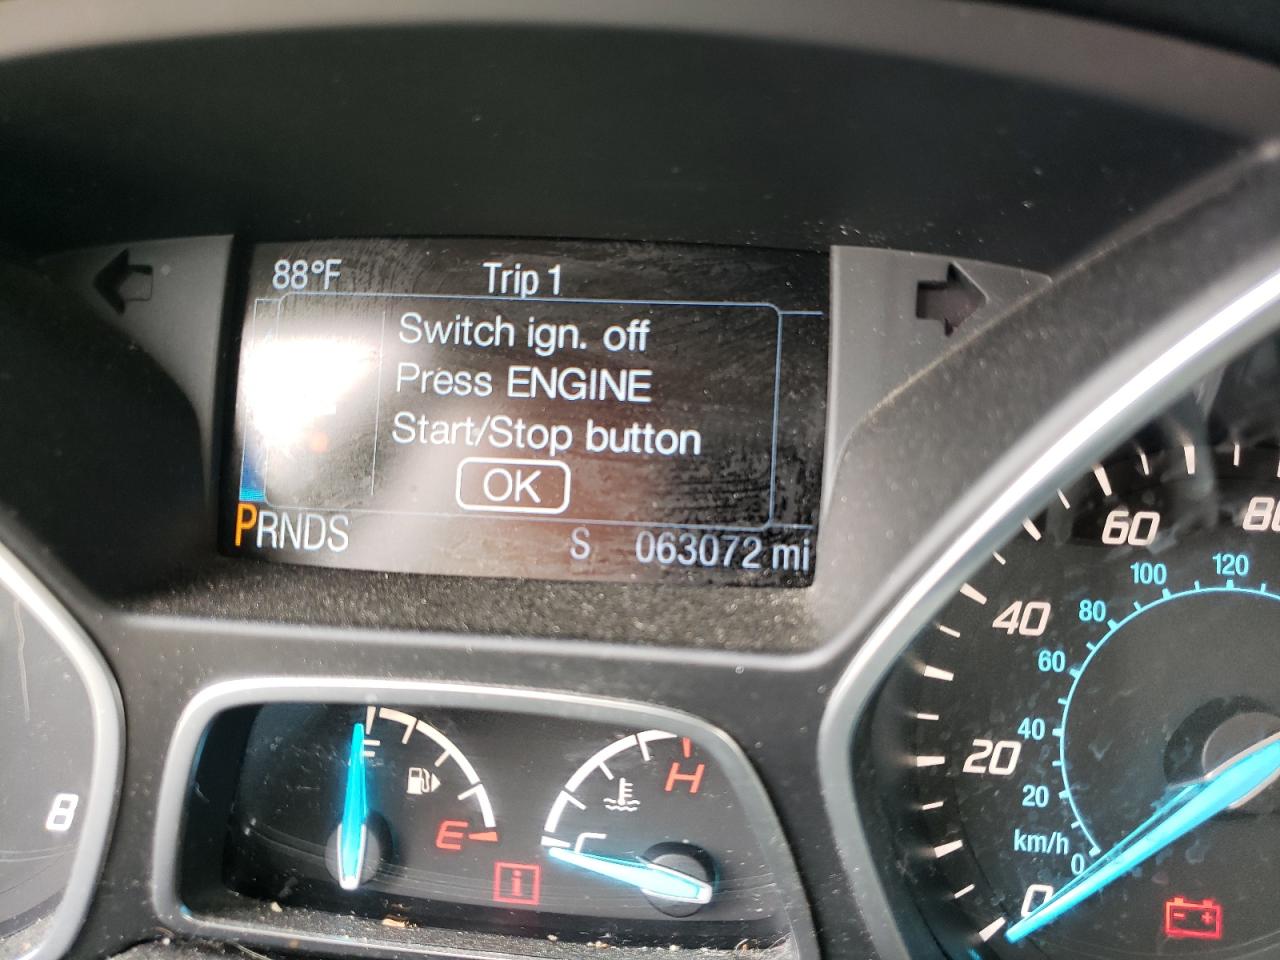 88°F Trip 1
Switch ign. off
Press ENGINE
Start/Stop button
OK
PRNDS S 063072 mi
F
E
H
C
i
8
0
20
40
60
80
km/h
0
20
40
60
80
100
120
- +